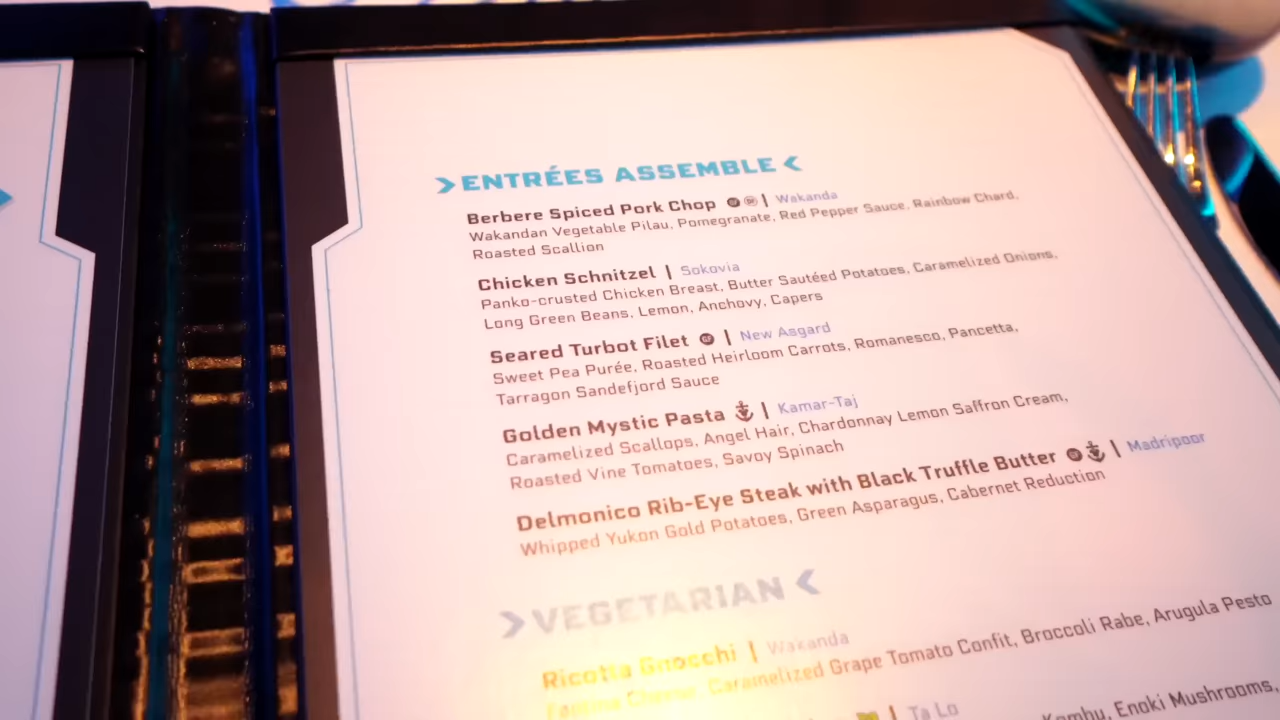 ENTRÉES ASSEMBLE
Berbere Spiced Pork Chop | Wakanda
Wakandan Vegetable Pilau, Pomegranate, Red Pepper Sauce, Rainbow Chard,
Roasted Scallion
Chicken Schnitzel | Sokovia
Panko-crusted Chicken Breast, Butter Sautéed Potatoes, Caramelized Onions,
Long Green Beans, Lemon, Anchovy, Capers
Seared Turbot Filet GF | New Asgard
Sweet Pea Purée, Roasted Heirloom Carrots, Romanesco, Pancetta,
Tarragon Sandefjord Sauce
Golden Mystic Pasta | Kamar-Taj
Caramelized Scallops, Angel Hair, Chardonnay Lemon Saffron Cream,
Roasted Vine Tomatoes, Savoy Spinach
Delmonico Rib-Eye Steak with Black Truffle Butter | Madripoor
Whipped Yukon Gold Potatoes, Green Asparagus, Cabernet Reduction
VEGETARIAN
Ricotta Gnocchi | Wakanda
Fontina Cheese, Caramelized Grape Tomato Confit, Broccoli Rabe, Arugula Pesto
| Ta Lo
Kombu, Enoki Mushrooms,